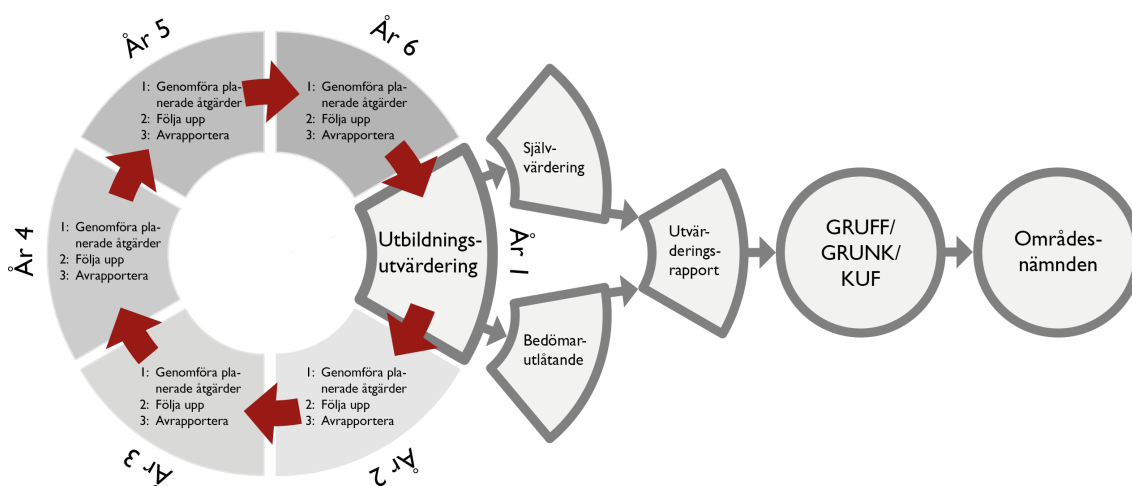 År 5
1: Genomföra pla-
nerade åtgärder
2: Följa upp
3: Avrapportera
År 6
1: Genomföra pla-
nerade åtgärder
2: Följa upp
3: Avrapportera
År 4
1: Genomföra pla-
nerade åtgärder
2: Följa upp
3: Avrapportera
År 3
1: Genomföra pla-
nerade åtgärder
2: Följa upp
3: Avrapportera
År 2
1: Genomföra pla-
nerade åtgärder
2: Följa upp
3: Avrapportera
År 1
Utbildnings-
utvärdering
Själv-
värdering
Bedömar-
utlåtande
Utvär-
derings-
rapport
GRUFF/
GRUNK/
KUF
Områdes-
nämnden